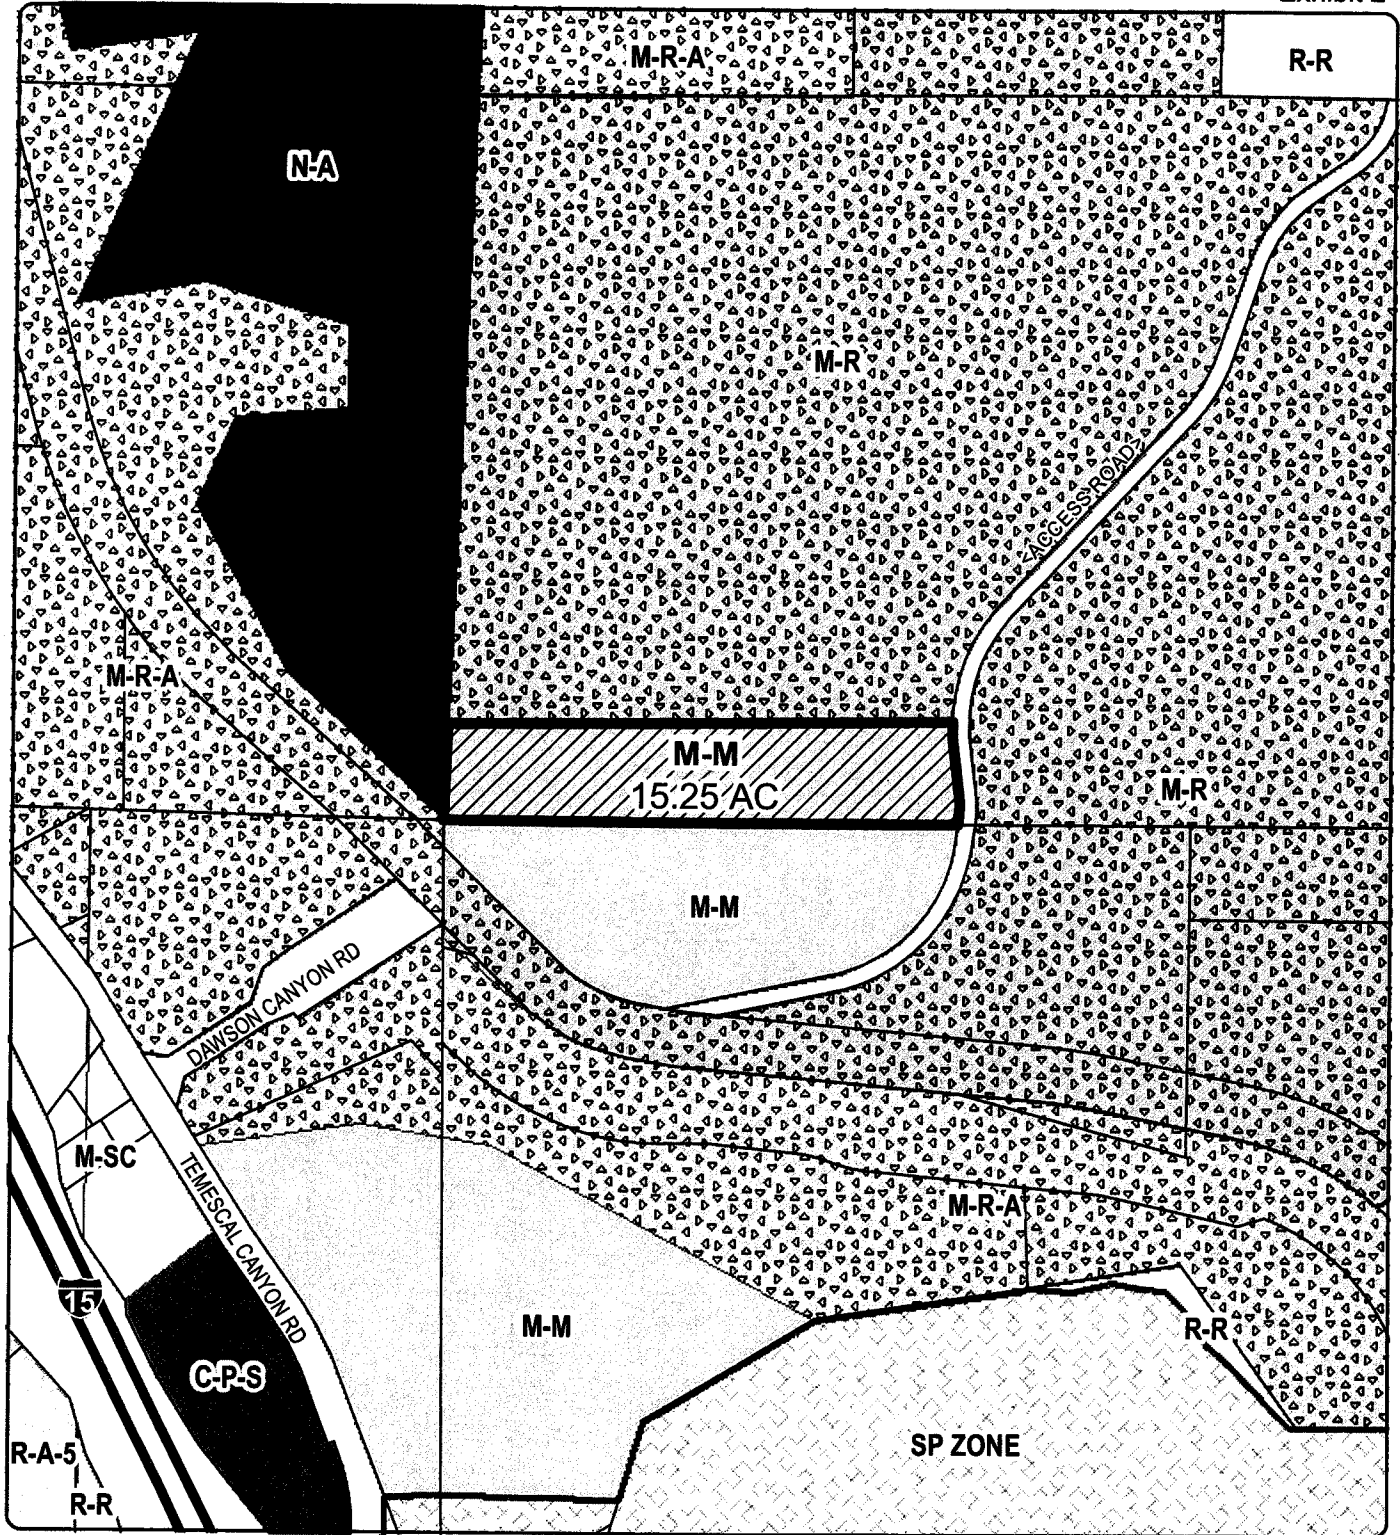 M-R-A
R-R
N-A
M-R
<ACCESS ROAD>
M-R-A
M-M
15.25 AC
M-R
M-M
DAWSON CANYON RD
M-SC
TEMESCAL CANYON RD
M-R-A
15
M-M
R-R
C-P-S
SP ZONE
R-A-5
R-R